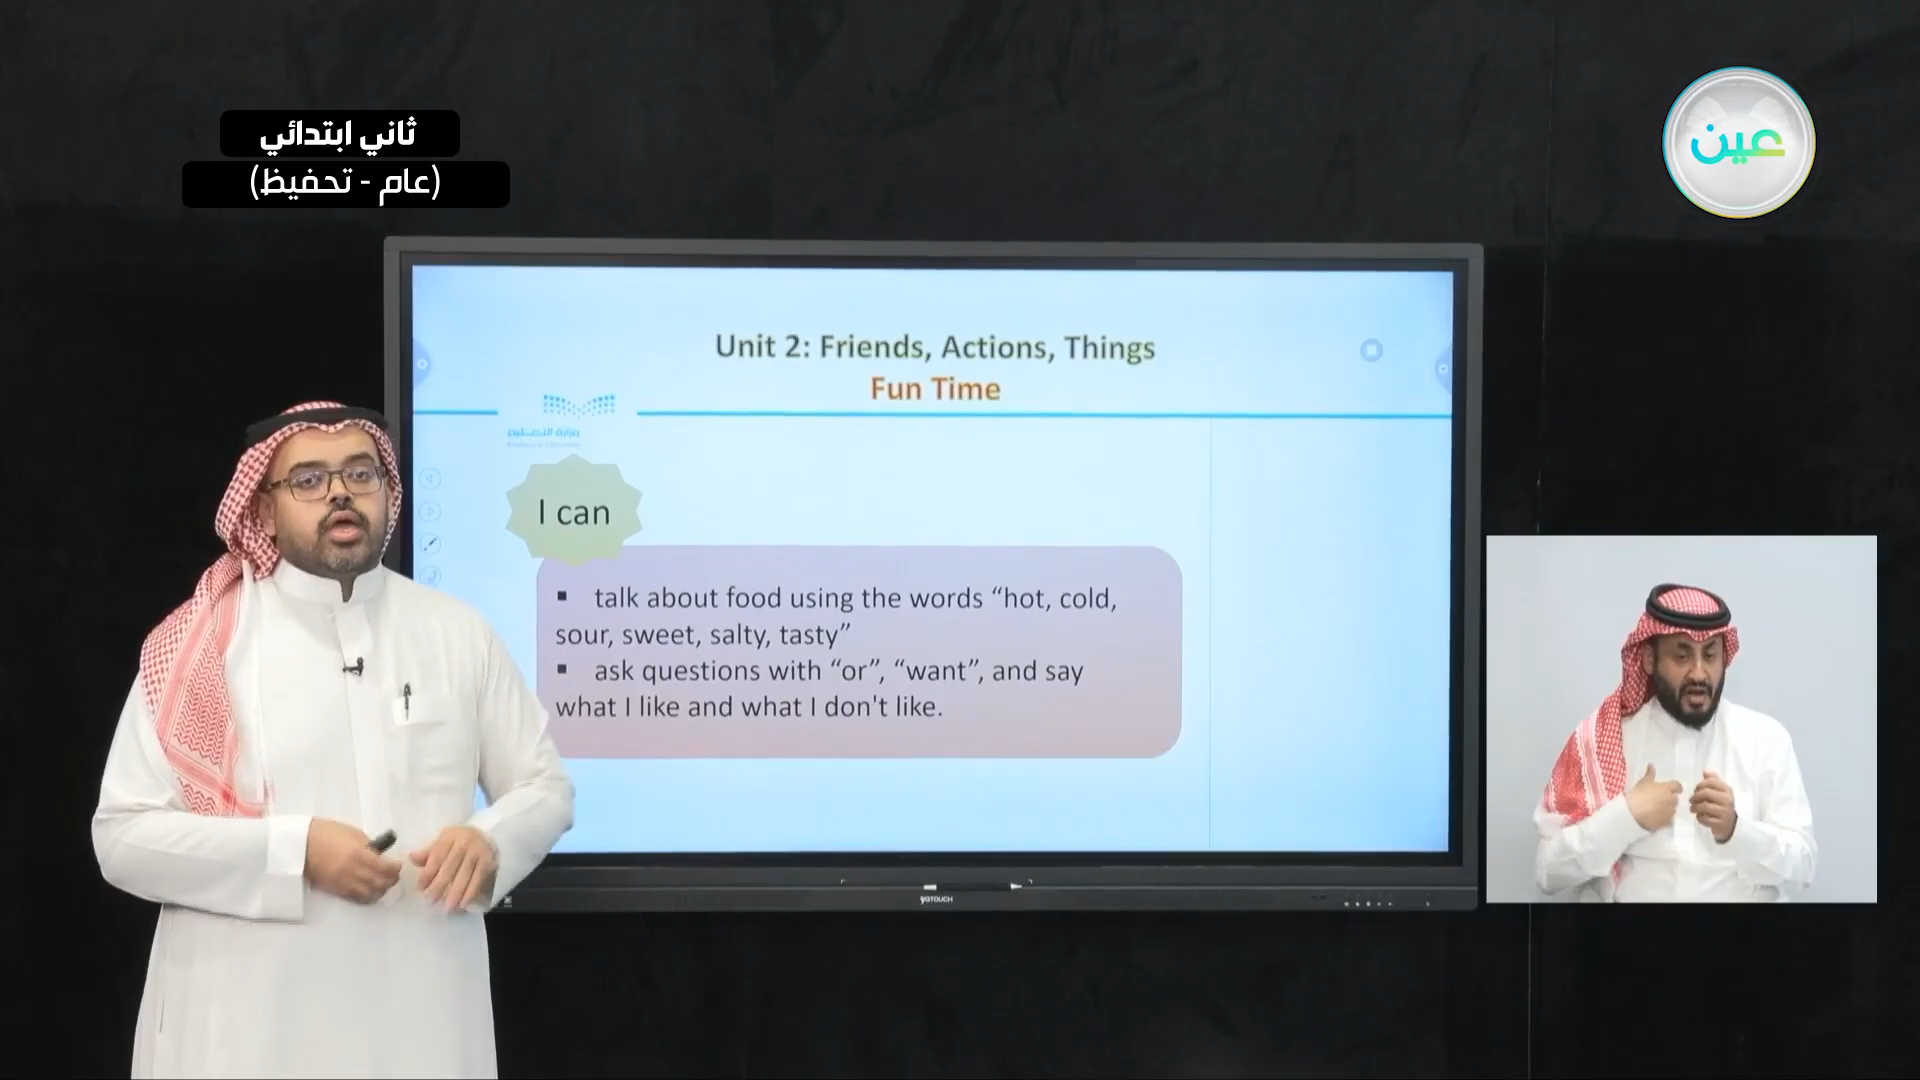 ثاني ابتدائي
(عام - تحفيظ)
عين
Unit 2: Friends, Actions, Things
Fun Time
وزارة التعليم
I can
▪ talk about food using the words “hot, cold,
sour, sweet, salty, tasty”
▪ ask questions with “or”, “want”, and say
what I like and what I don't like.